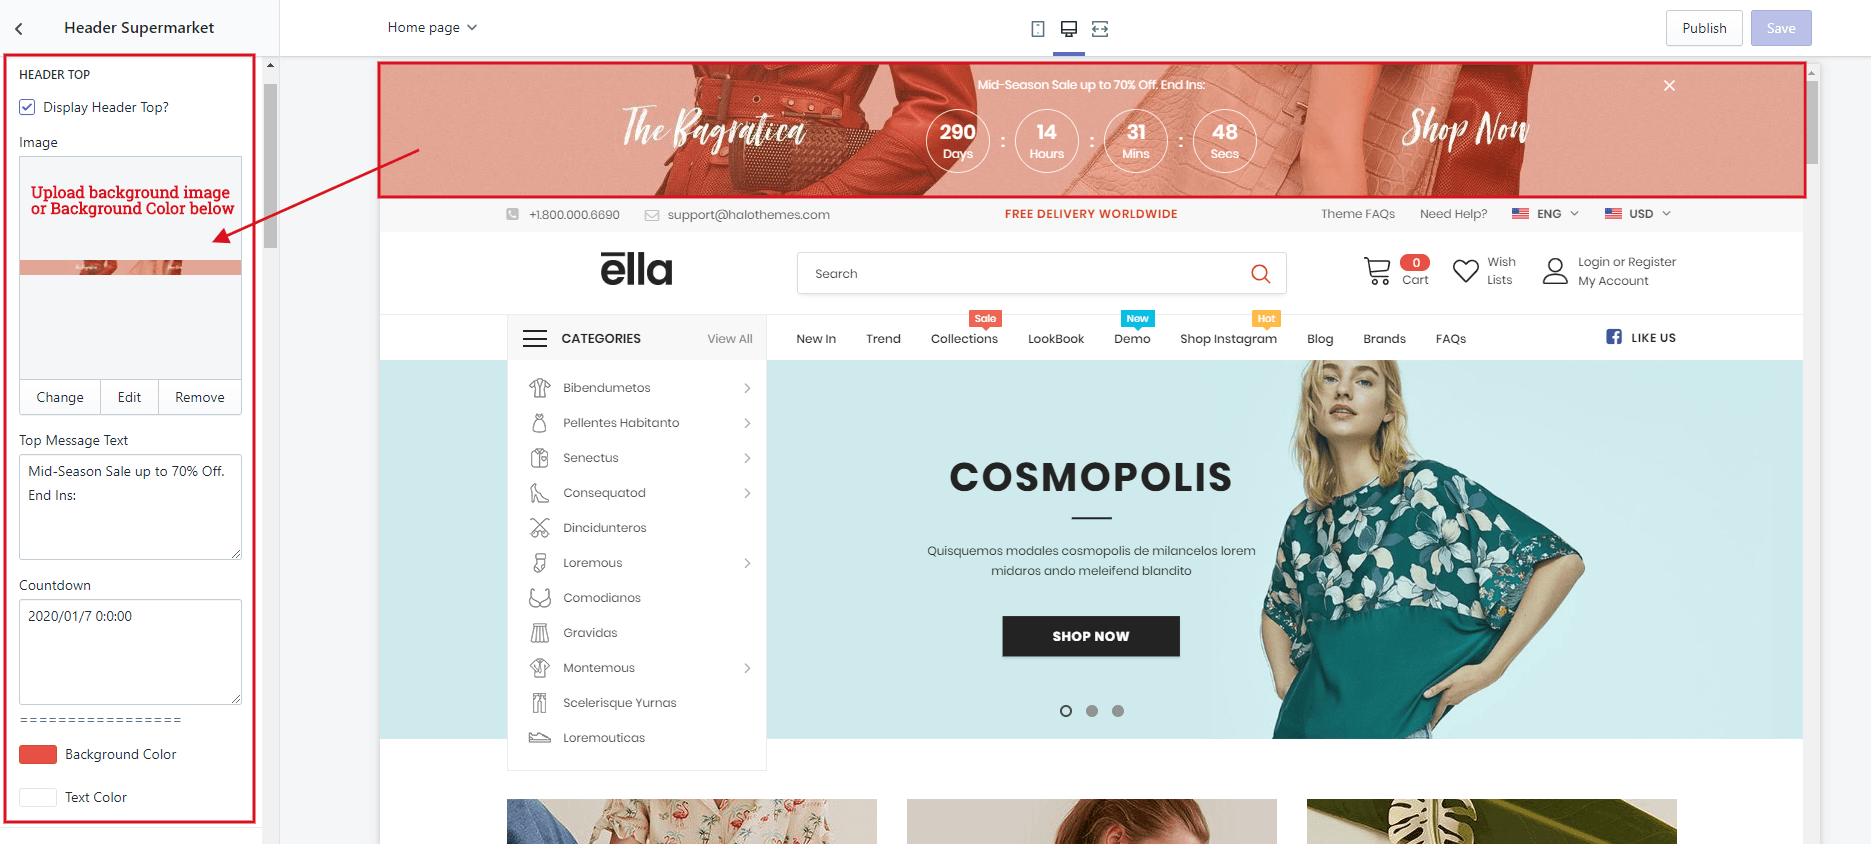 Header Supermarket
Home page
Publish
Save
HEADER TOP
Display Header Top?
Image
Upload background image
or Background Color below
Change
Edit
Remove
Top Message Text
Mid-Season Sale up to 70% Off.
End Ins:
Countdown
2020/01/7 0:0:00
=================
Background Color
Text Color
Mid-Season Sale up to 70% Off. End Ins:
The Bagratica
290 : 14 : 31 : 48
Days Hours Mins Secs
Shop Now
+1.800.000.6690
support@halothemes.com
FREE DELIVERY WORLDWIDE
Theme FAQs
Need Help?
ENG
USD
ella
Search
0
Cart
Wish
Lists
Login or Register
My Account
CATEGORIES
View All
Sale
New
Hot
New In
Trend
Collections
LookBook
Demo
Shop Instagram
Blog
Brands
FAQs
LIKE US
Bibendumetos
Pellentes Habitanto
Senectus
Consequatod
Dincidunteros
Loremous
Comodianos
Gravidas
Montemous
Scelerisque Yurnas
Loremouticas
COSMOPOLIS
Quisquemos modales cosmopolis de milancelos lorem
midaros ando meleifend blandito
SHOP NOW